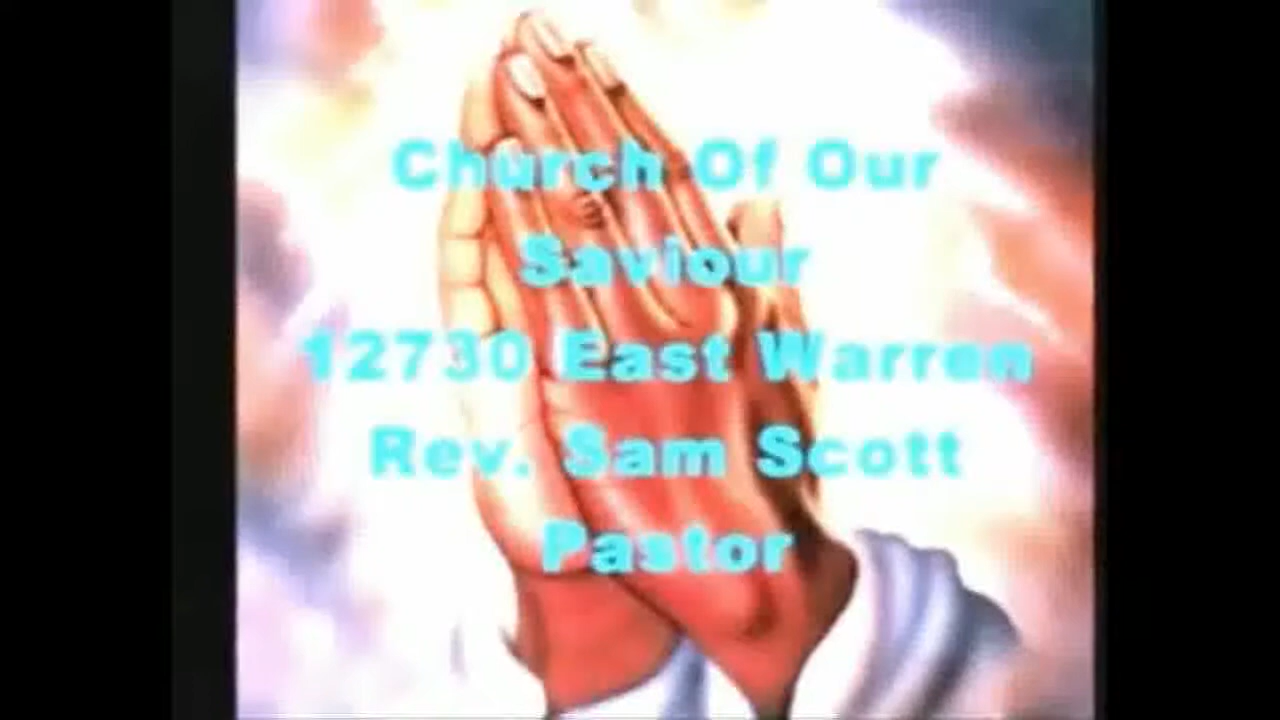 Church Of Our
Saviour
12730 East Warren
Rev. Sam Scott
Pastor